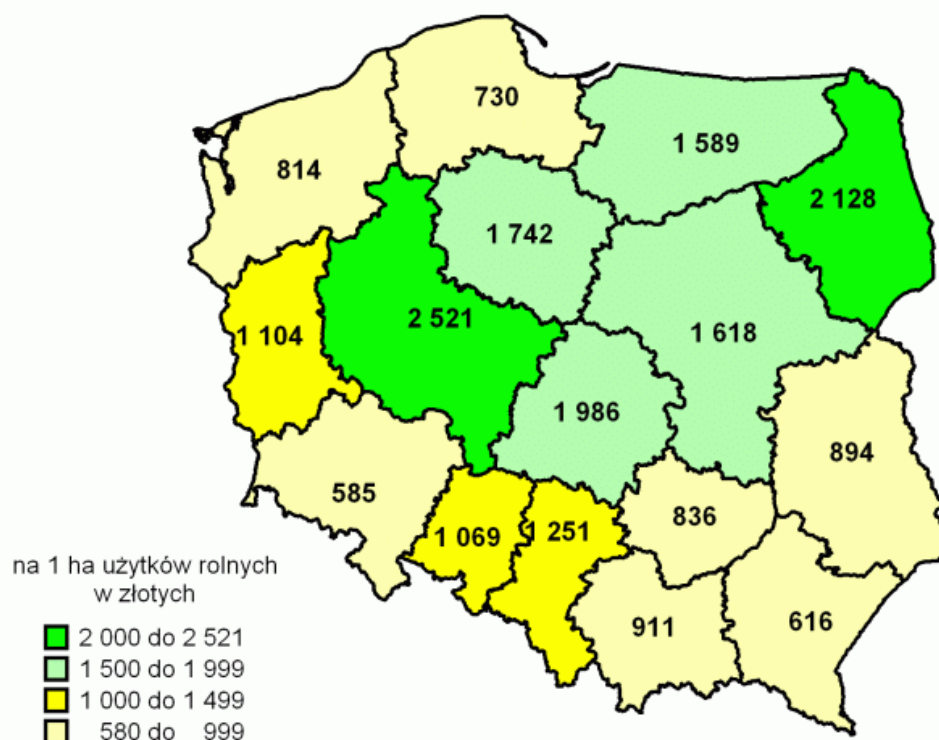 730
1 589
814
2 128
1 742
2 521
1 104
1 618
1 986
894
585
836
1 069
1 251
911
616
na 1 ha użytków rolnych
w złotych
2 000 do 2 521
1 500 do 1 999
1 000 do 1 499
580 do 999